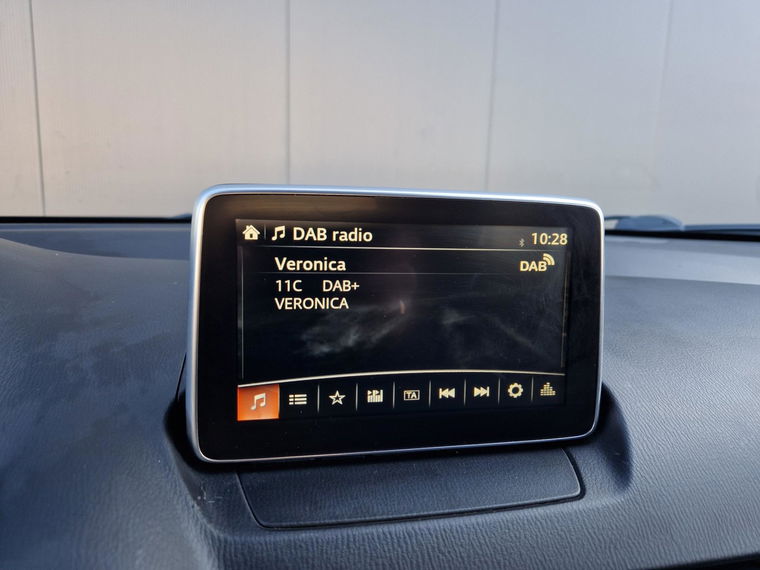 DAB radio 10:28
Veronica DAB
11C DAB+
VERONICA
TA